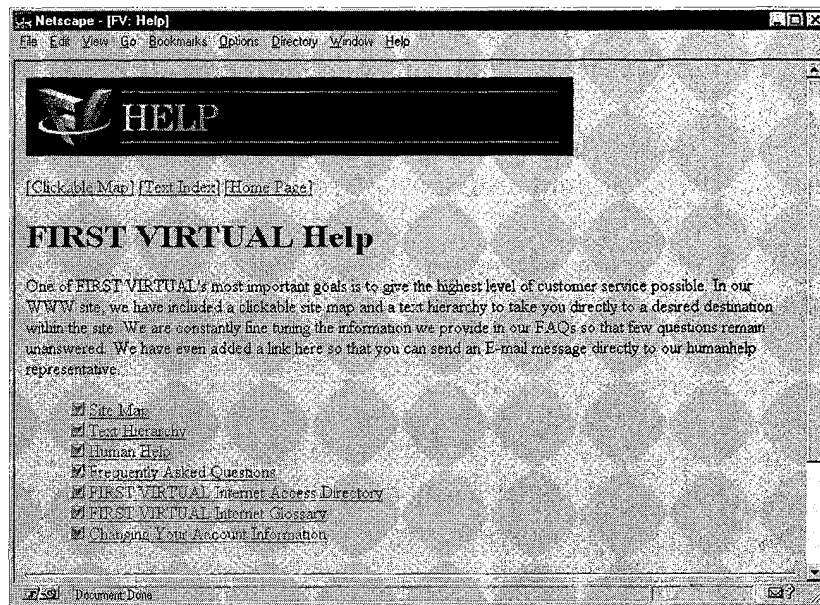 Netscape - [FV: Help]
File Edit View Go Bookmarks Options Directory Window Help
HELP
[Clickable Map] [Text Index] [Home Page]
FIRST VIRTUAL Help
One of FIRST VIRTUAL's most important goals is to give the highest level of customer service possible. In our
WWW site, we have included a clickable site map and a text hierarchy to take you directly to a desired destination
within the site. We are constantly fine tuning the information we provide in our FAQs so that few questions remain
unanswered. We have even added a link here so that you can send an E-mail message directly to our humanhelp
representative.
Site Map
Text Hierarchy
Human Help
Frequently Asked Questions
FIRST VIRTUAL Internet Access Directory
FIRST VIRTUAL Internet Glossary
Changing Your Account Information
Document Done